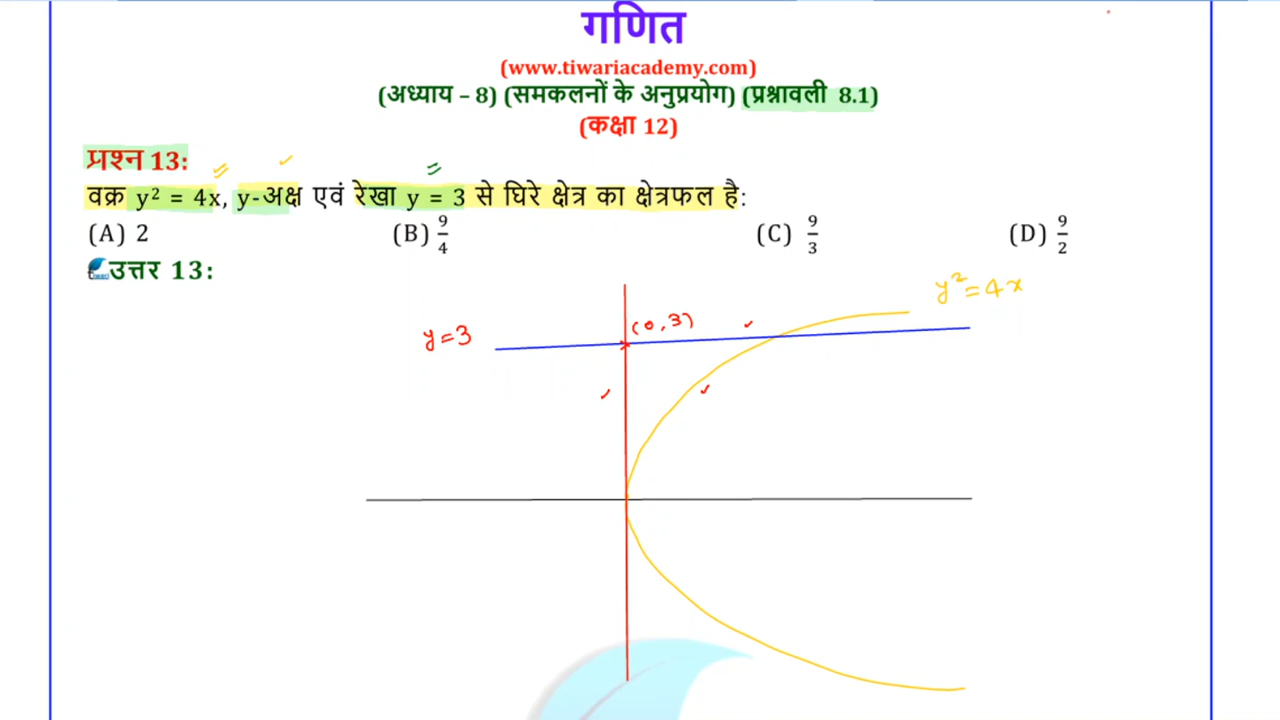 गणित
(www.tiwariacademy.com)
(अध्याय – 8) (समकलनों के अनुप्रयोग) (प्रश्नावली 8.1)
(कक्षा 12)
प्रश्न 13:
वक्र y² = 4x, y-अक्ष एवं रेखा y = 3 से घिरे क्षेत्र का क्षेत्रफल है:
(A) 2 (B) 9/4 (C) 9/3 (D) 9/2
उत्तर 13:
y² = 4x
(0,3)
y = 3